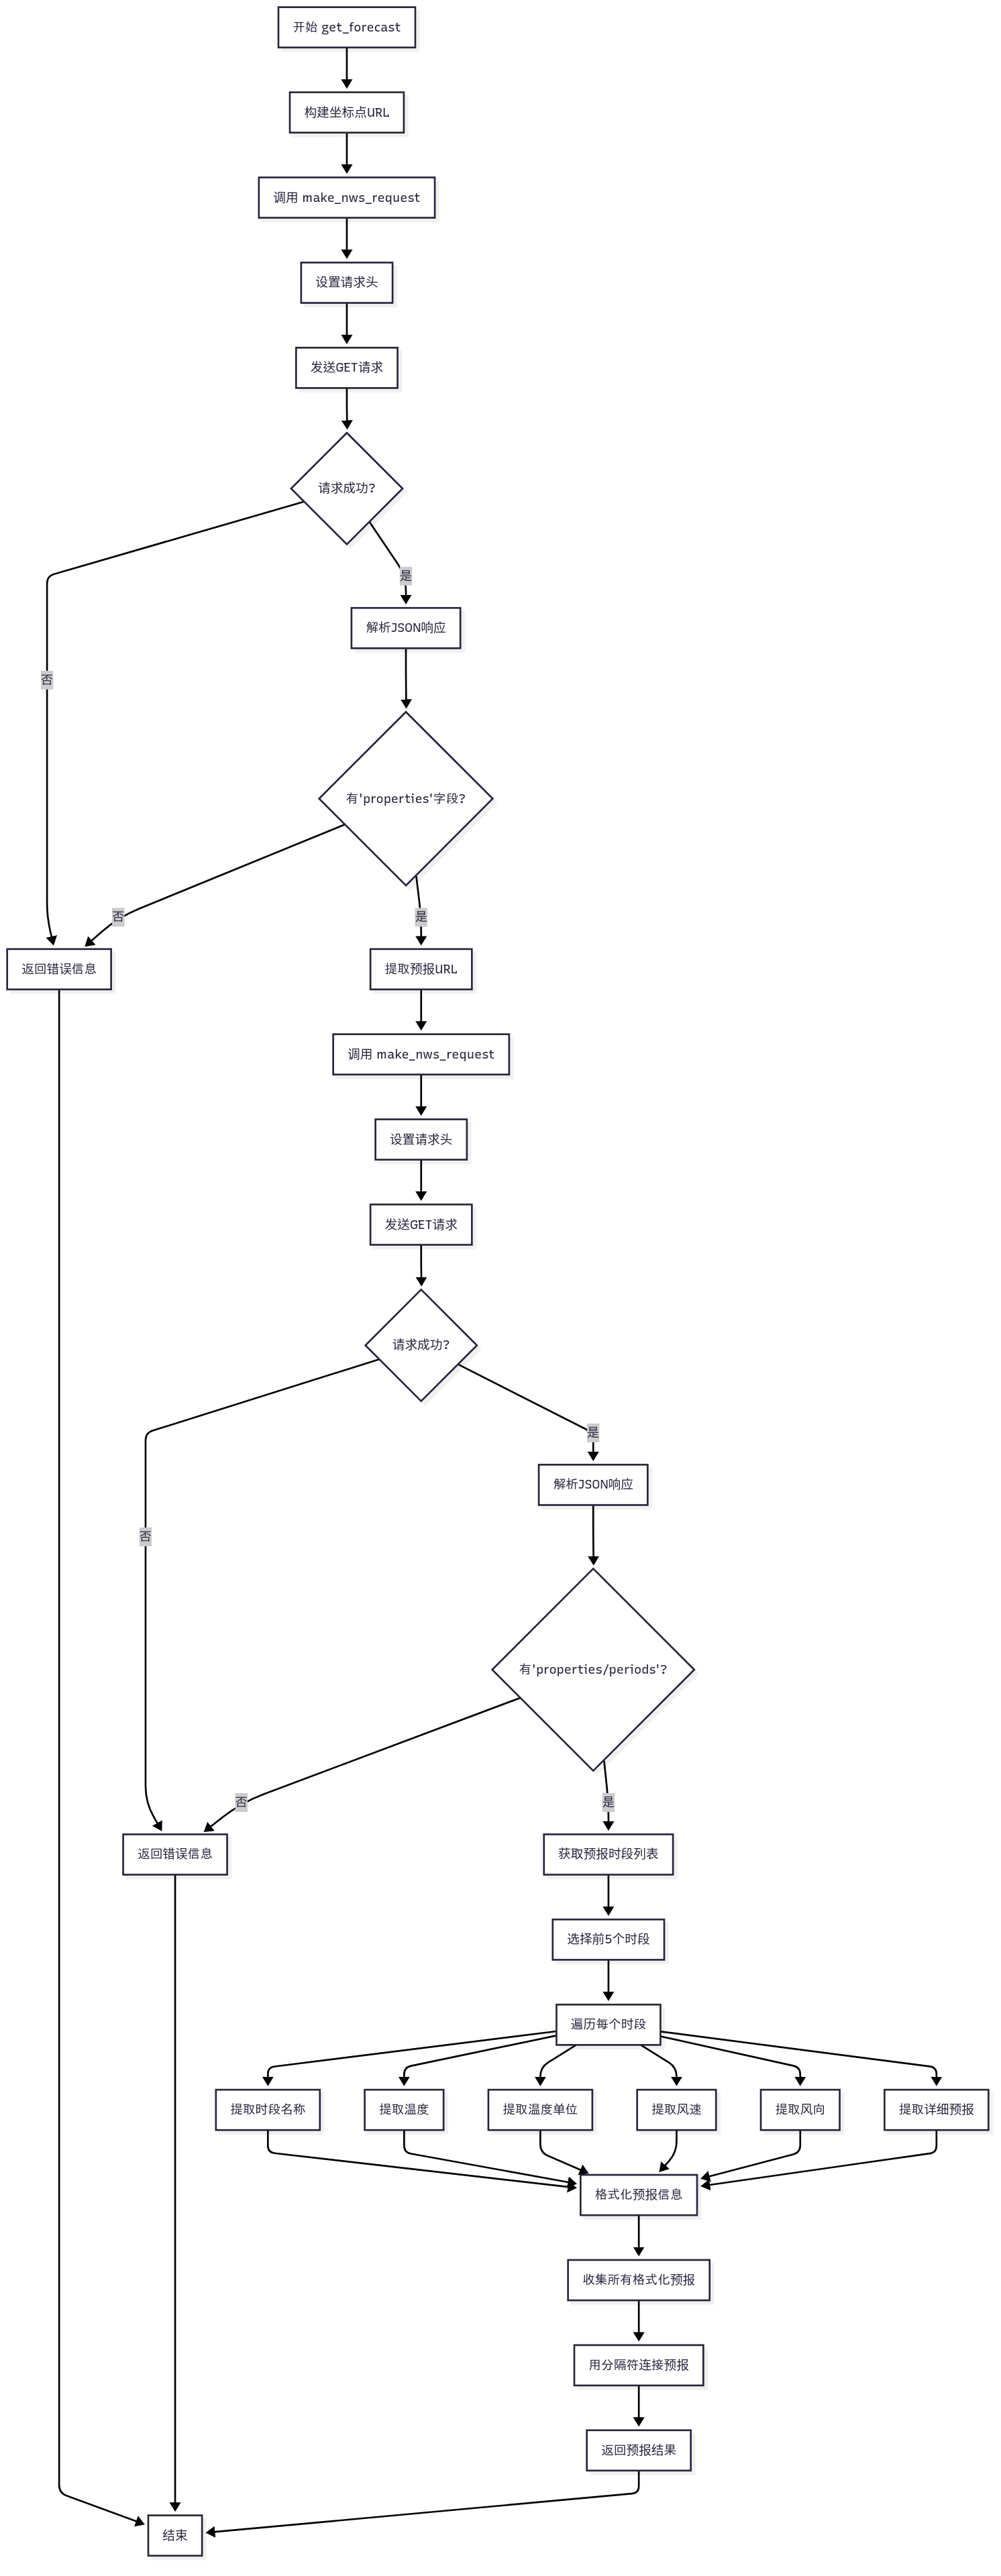 开始 get_forecast
构建坐标点URL
调用 make_nws_request
设置请求头
发送GET请求
请求成功?
是
解析JSON响应
否
有'properties'字段?
否
是
返回错误信息
提取预报URL
调用 make_nws_request
设置请求头
发送GET请求
请求成功?
是
解析JSON响应
否
有'properties/periods'?
否
是
返回错误信息
获取预报时段列表
选择前5个时段
遍历每个时段
提取时段名称
提取温度
提取温度单位
提取风速
提取风向
提取详细预报
格式化预报信息
收集所有格式化预报
用分隔符连接预报
返回预报结果
结束